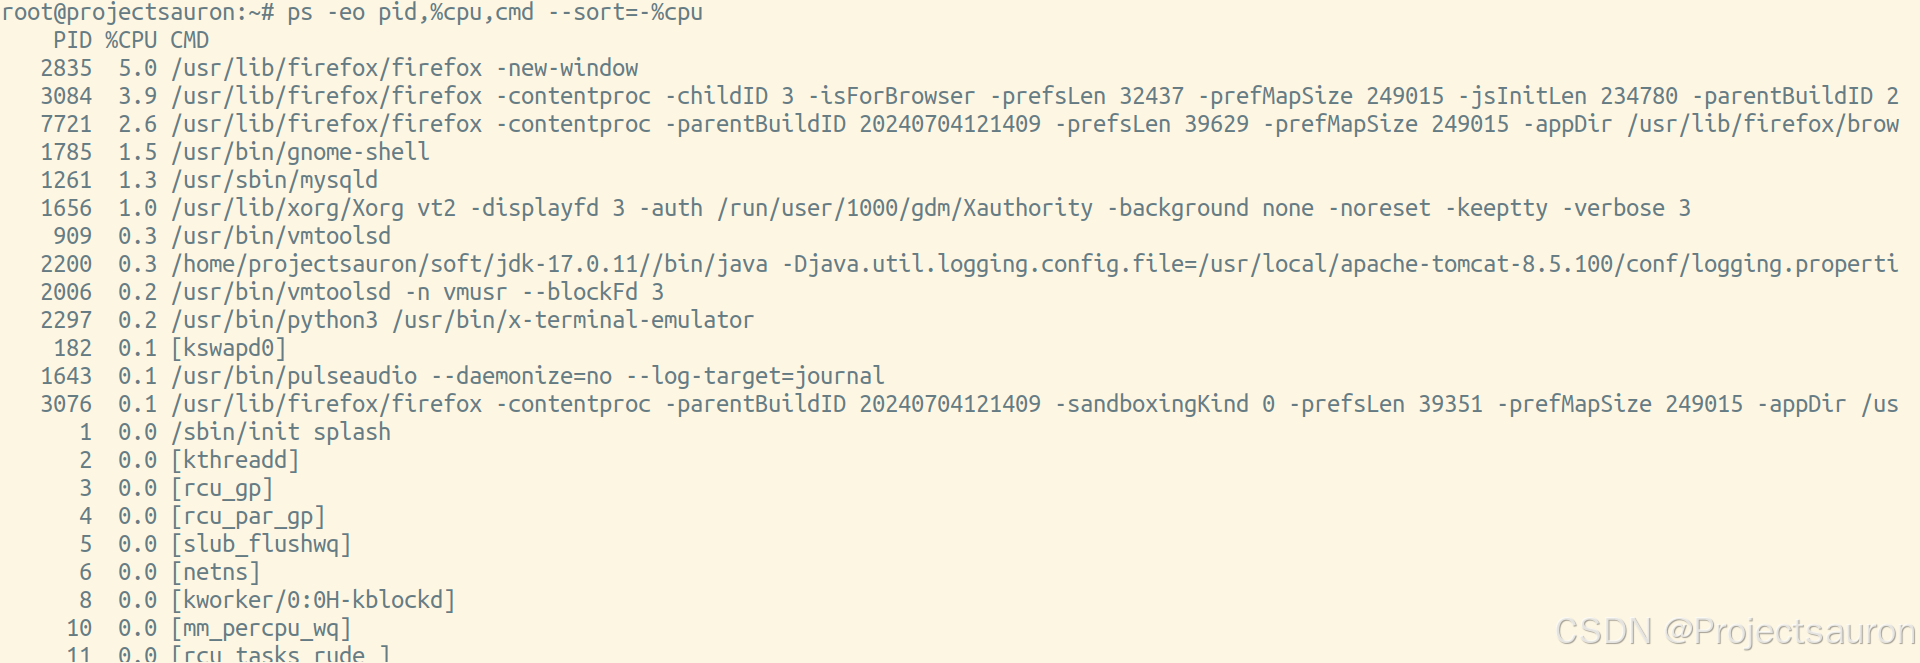 root@projectsauron:~# ps -eo pid,%cpu,cmd --sort=-%cpu
PID %CPU CMD
2835 5.0 /usr/lib/firefox/firefox -new-window
3084 3.9 /usr/lib/firefox/firefox -contentproc -childID 3 -isForBrowser -prefsLen 32437 -prefMapSize 249015 -jsInitLen 234780 -parentBuildID 2
7721 2.6 /usr/lib/firefox/firefox -contentproc -parentBuildID 20240704121409 -prefsLen 39629 -prefMapSize 249015 -appDir /usr/lib/firefox/brow
1785 1.5 /usr/bin/gnome-shell
1261 1.3 /usr/sbin/mysqld
1656 1.0 /usr/lib/xorg/Xorg vt2 -displayfd 3 -auth /run/user/1000/gdm/Xauthority -background none -noreset -keeptty -verbose 3
909 0.3 /usr/bin/vmtoolsd
2200 0.3 /home/projectsauron/soft/jdk-17.0.11//bin/java -Djava.util.logging.config.file=/usr/local/apache-tomcat-8.5.100/conf/logging.properti
2006 0.2 /usr/bin/vmtoolsd -n vmusr --blockFd 3
2297 0.2 /usr/bin/python3 /usr/bin/x-terminal-emulator
182 0.1 [kswapd0]
1643 0.1 /usr/bin/pulseaudio --daemonize=no --log-target=journal
3076 0.1 /usr/lib/firefox/firefox -contentproc -parentBuildID 20240704121409 -sandboxingKind 0 -prefsLen 39351 -prefMapSize 249015 -appDir /us
1 0.0 /sbin/init splash
2 0.0 [kthreadd]
3 0.0 [rcu_gp]
4 0.0 [rcu_par_gp]
5 0.0 [slub_flushwq]
6 0.0 [netns]
8 0.0 [kworker/0:0H-kblockd]
10 0.0 [mm_percpu_wq]
11 0.0 [rcu_tasks_rude_]
CSDN @Projectsauron